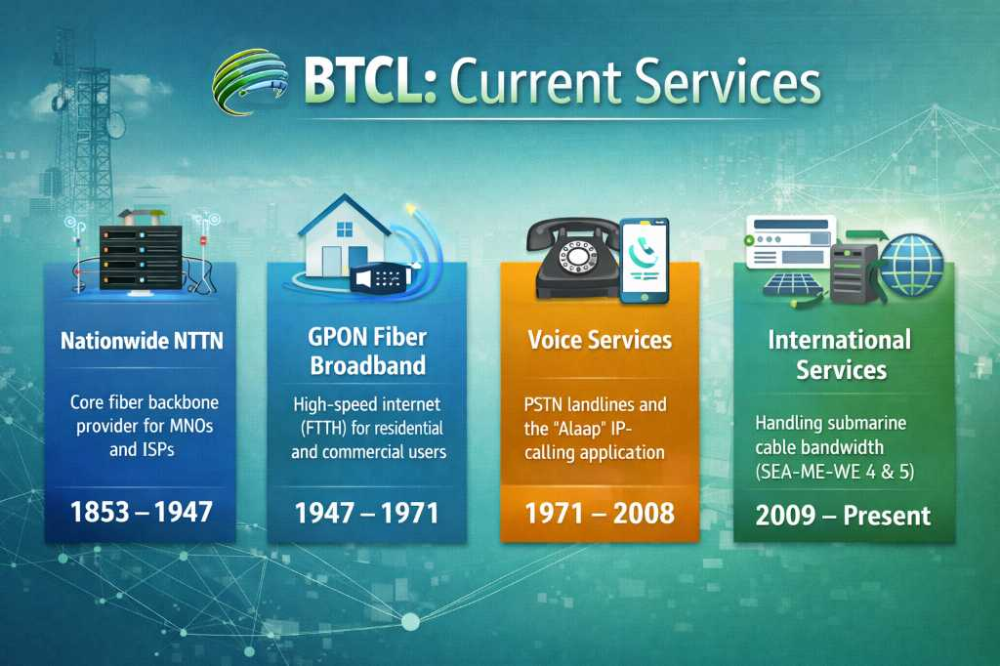 BTCL: Current Services
Nationwide NTTN
Core fiber backbone
provider for MNOs
and ISPs
1853 – 1947
GPON Fiber
Broadband
High-speed internet
(FTTH) for residential
and commercial users
1947 – 1971
Voice Services
PSTN landlines and
the "Alaap" IP-
calling application
1971 – 2008
International
Services
Handling submarine
cable bandwidth
(SEA-ME-WE 4 & 5)
2009 – Present